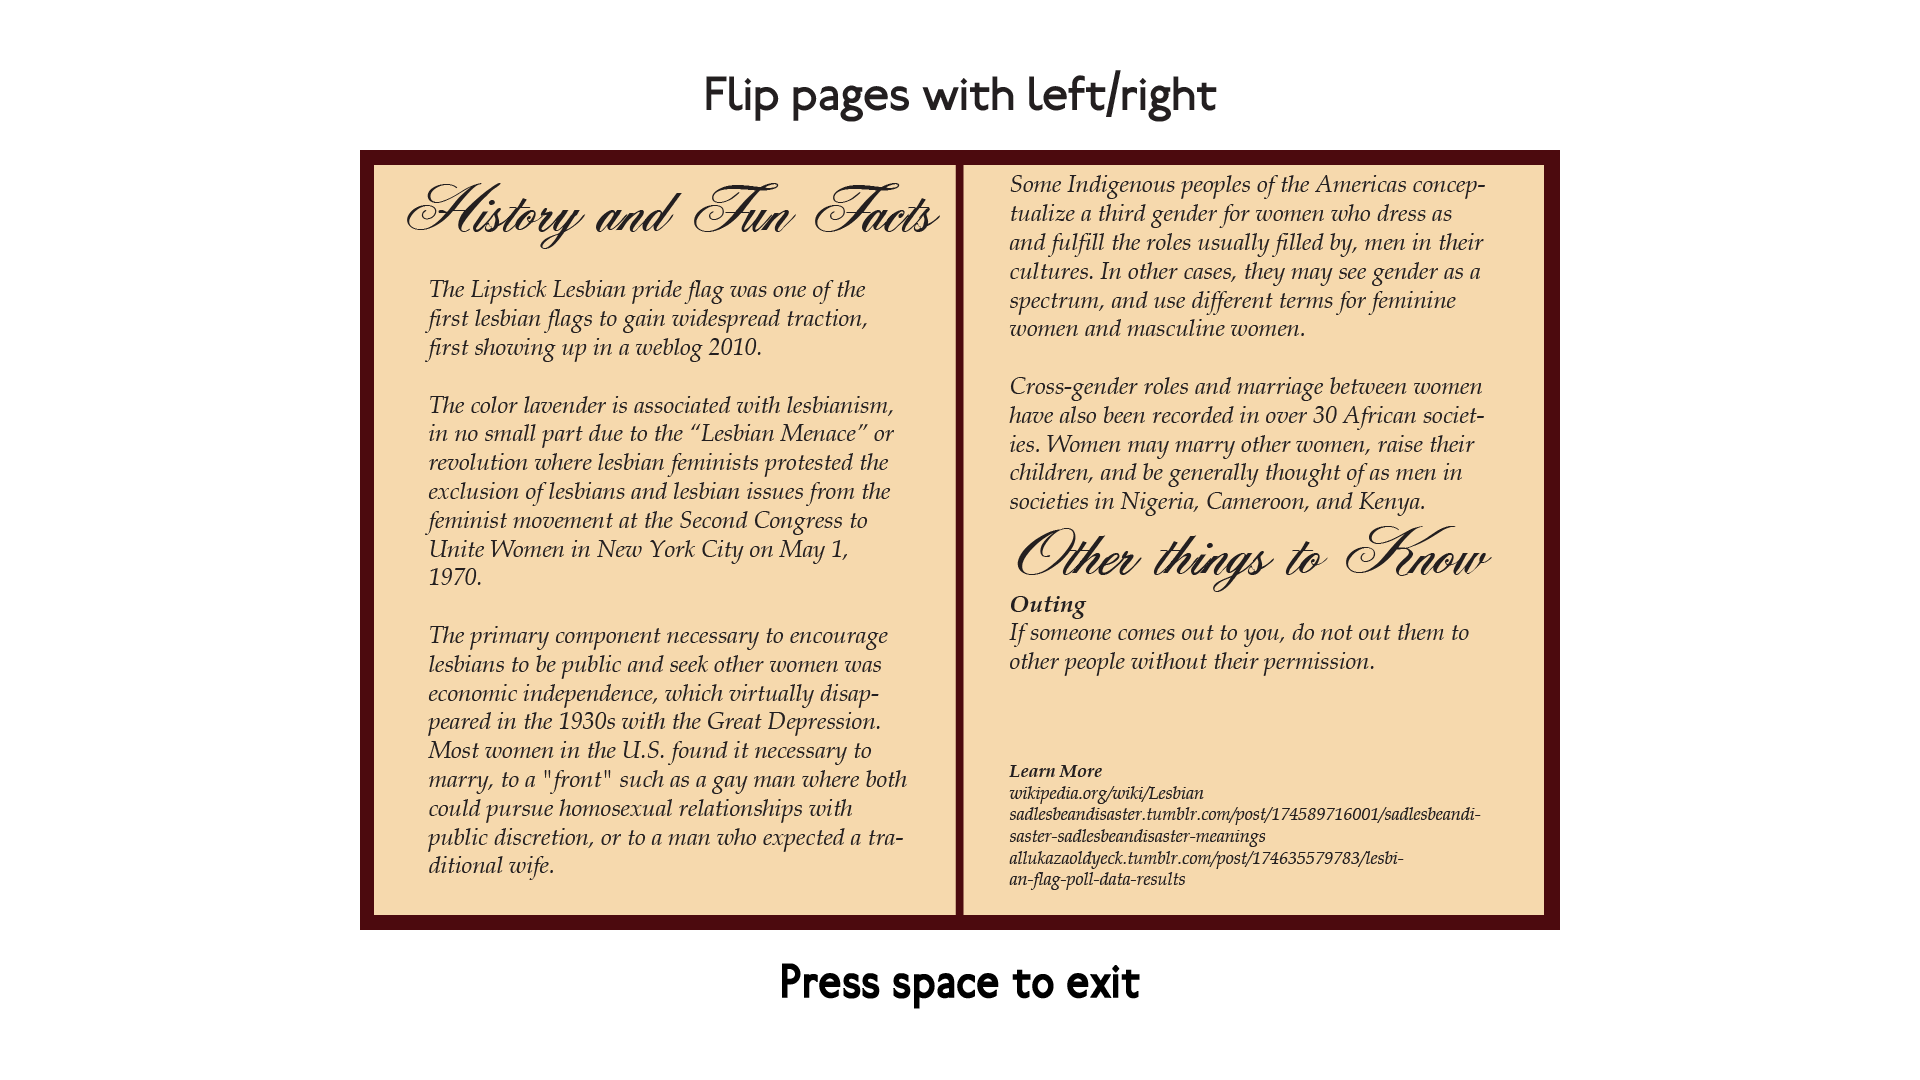 Flip pages with left/right
History and Fun Facts
The Lipstick Lesbian pride flag was one of the
first lesbian flags to gain widespread traction,
first showing up in a weblog 2010.
The color lavender is associated with lesbianism,
in no small part due to the “Lesbian Menace” or
revolution where lesbian feminists protested the
exclusion of lesbians and lesbian issues from the
feminist movement at the Second Congress to
Unite Women in New York City on May 1,
1970.
The primary component necessary to encourage
lesbians to be public and seek other women was
economic independence, which virtually disap-
peared in the 1930s with the Great Depression.
Most women in the U.S. found it necessary to
marry, to a "front" such as a gay man where both
could pursue homosexual relationships with
public discretion, or to a man who expected a tra-
ditional wife.
Some Indigenous peoples of the Americas concep-
tualize a third gender for women who dress as
and fulfill the roles usually filled by, men in their
cultures. In other cases, they may see gender as a
spectrum, and use different terms for feminine
women and masculine women.
Cross-gender roles and marriage between women
have also been recorded in over 30 African societ-
ies. Women may marry other women, raise their
children, and be generally thought of as men in
societies in Nigeria, Cameroon, and Kenya.
Other things to Know
Outing
If someone comes out to you, do not out them to
other people without their permission.
Learn More
wikipedia.org/wiki/Lesbian
sadlesbeandisaster.tumblr.com/post/174589716001/sadlesbeandi-
saster-sadlesbeandisaster-meanings
allukazaoldyeck.tumblr.com/post/174635579783/lesbi-
an-flag-poll-data-results
Press space to exit